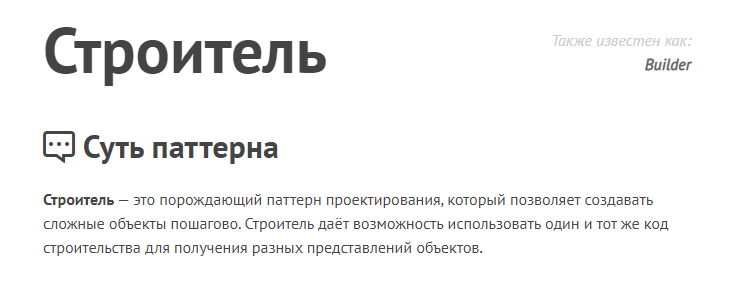 Строитель
Также известен как:
Builder
Суть паттерна
Строитель — это порождающий паттерн проектирования, который позволяет создавать
сложные объекты пошагово. Строитель даёт возможность использовать один и тот же код
строительства для получения разных представлений объектов.